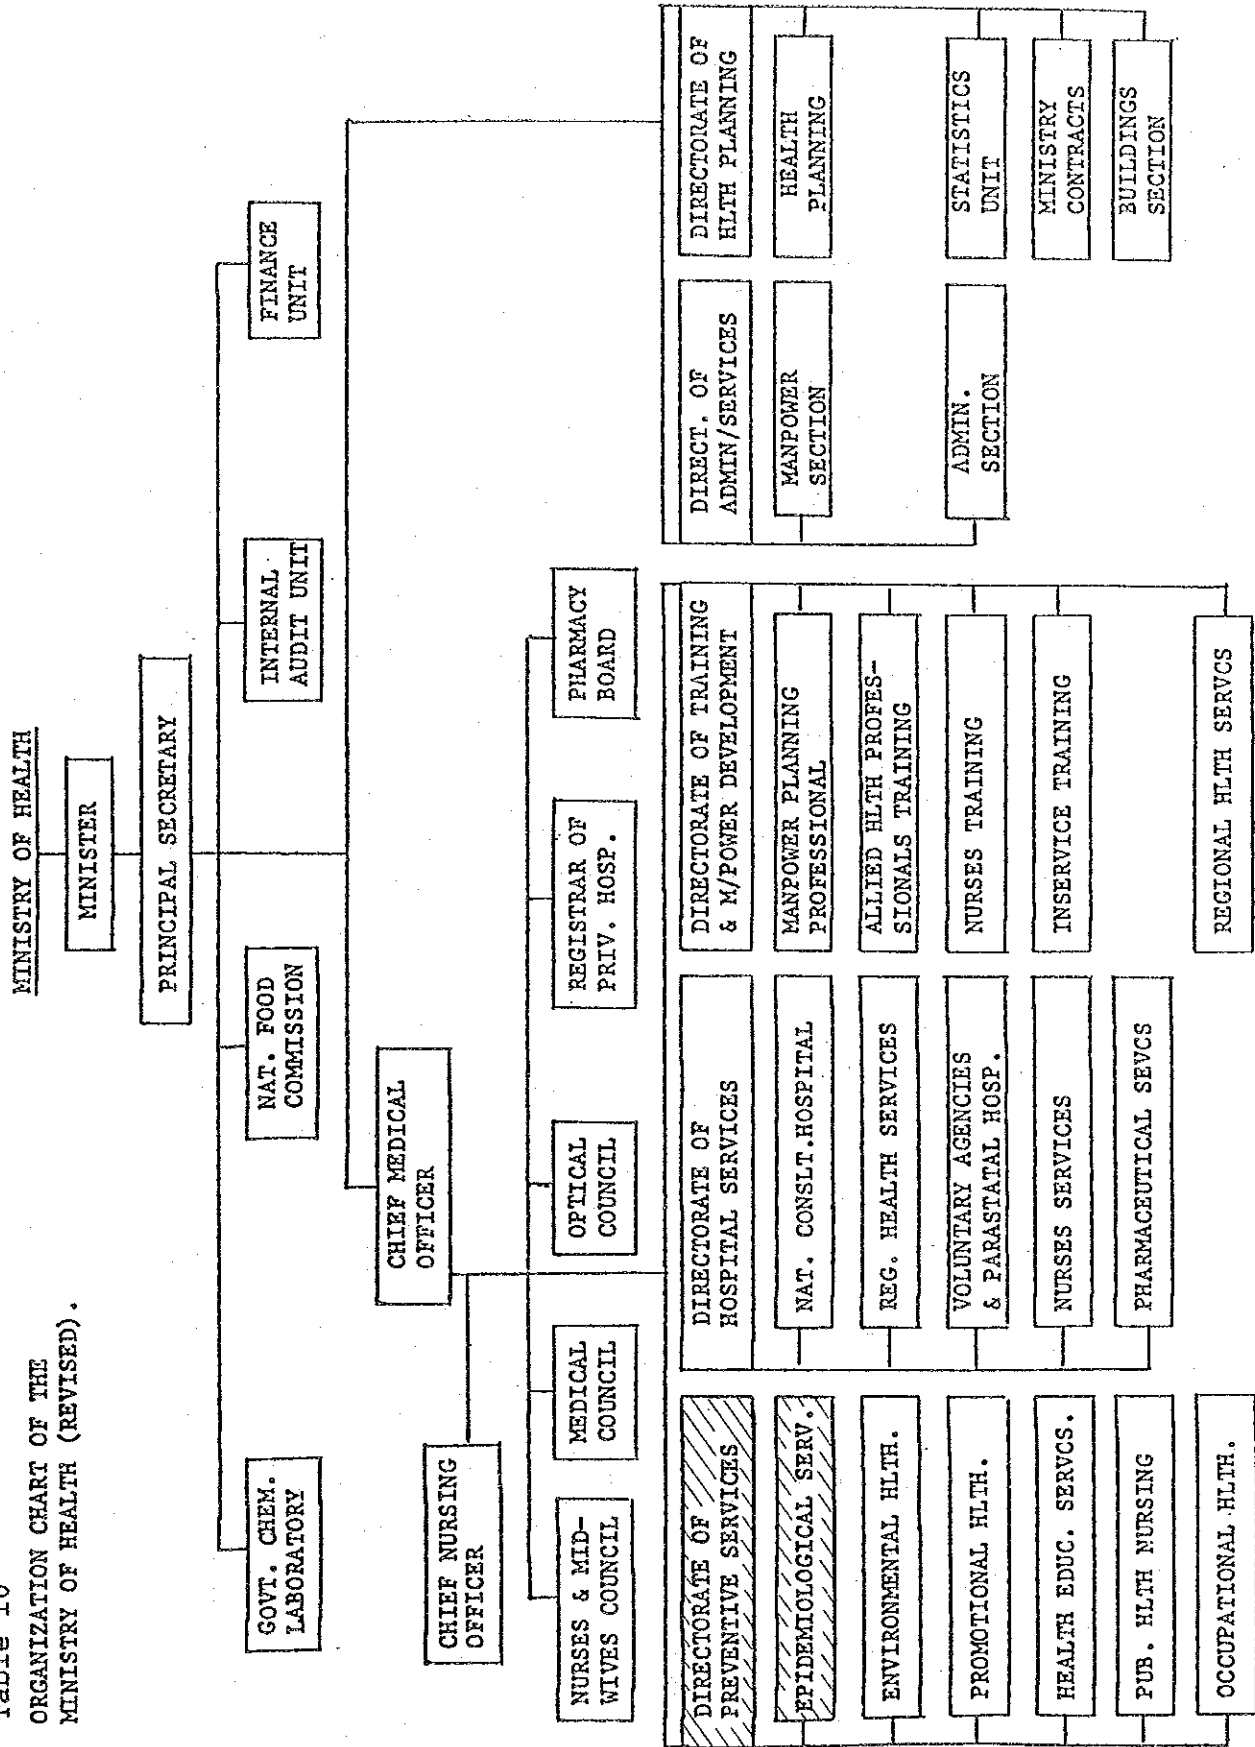 Table 10
ORGANIZATION CHART OF THE
MINISTRY OF HEALTH (REVISED).
MINISTRY OF HEALTH
MINISTER
PRINCIPAL SECRETARY
GOVT. CHEM.
LABORATORY
NAT. FOOD
COMMISSION
INTERNAL
AUDIT UNIT
FINANCE
UNIT
CHIEF MEDICAL
OFFICER
CHIEF NURSING
OFFICER
NURSES & MID-
WIVES COUNCIL
MEDICAL
COUNCIL
OPTICAL
COUNCIL
REGISTRAR OF
PRIV. HOSP.
PHARMACY
BOARD
DIRECTORATE OF
PREVENTIVE SERVICES
EPIDEMIOLOGICAL SERV.
ENVIRONMENTAL HLTH.
PROMOTIONAL HLTH.
HEALTH EDUC. SERVCS.
PUB. HLTH NURSING
OCCUPATIONAL HLTH.
DIRECTORATE OF
HOSPITAL SERVICES
NAT. CONSLT.HOSPITAL
REG. HEALTH SERVICES
VOLUNTARY AGENCIES
& PARASTATAL HOSP.
NURSES SERVICES
PHARMACEUTICAL SEVCS
DIRECTORATE OF TRAINING
& M/POWER DEVELOPMENT
MANPOWER PLANNING
PROFESSIONAL
ALLIED HLTH PROFES-
SIONALS TRAINING
NURSES TRAINING
INSERVICE TRAINING
REGIONAL HLTH SERVCS
DIRECT. OF
ADMIN/SERVICES
MANPOWER
SECTION
ADMIN.
SECTION
DIRECTORATE OF
HLTH PLANNING
HEALTH
PLANNING
STATISTICS
UNIT
MINISTRY
CONTRACTS
BUILDINGS
SECTION